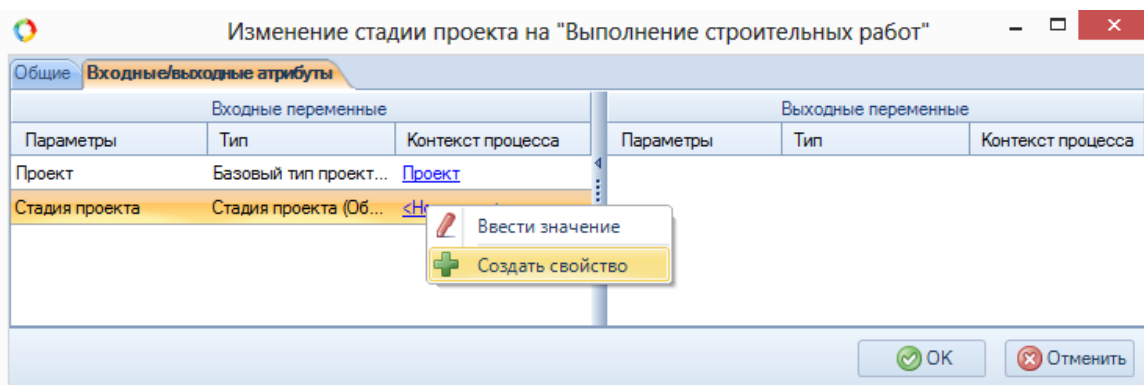 Изменение стадии проекта на "Выполнение строительных работ"
Общие Входные/выходные атрибуты
Входные переменные Выходные переменные
Параметры Тип Контекст процесса Параметры Тип Контекст процесса
Проект Базовый тип проект... Проект
Стадия проекта Стадия проекта (Об...
Ввести значение
Создать свойство
ОК Отменить